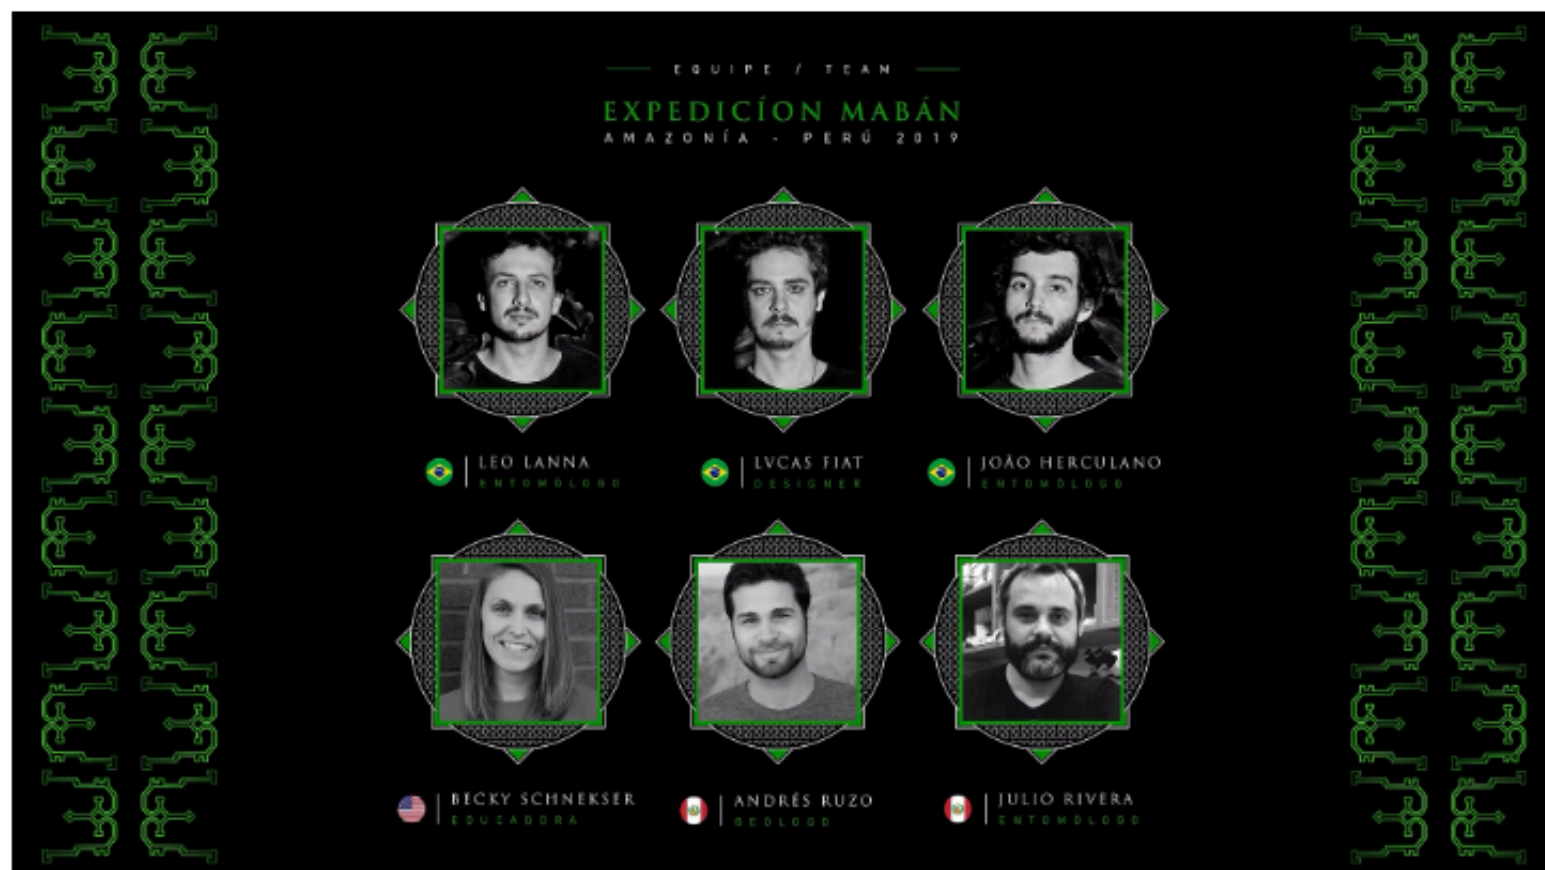 EQUIPE / TEAM
EXPEDICÍON MABÁN
AMAZONÍA - PERÚ 2019
LEO LANNA
ENTOMÓLOGO
LVCAS FIAT
DESIGNER
JOÃO HERCULANO
ENTOMÓLOGO
BECKY SCHNEKSER
EDUCADORA
ANDRÉS RUZO
GEÓLOGO
JULIO RIVERA
ENTOMÓLOGO